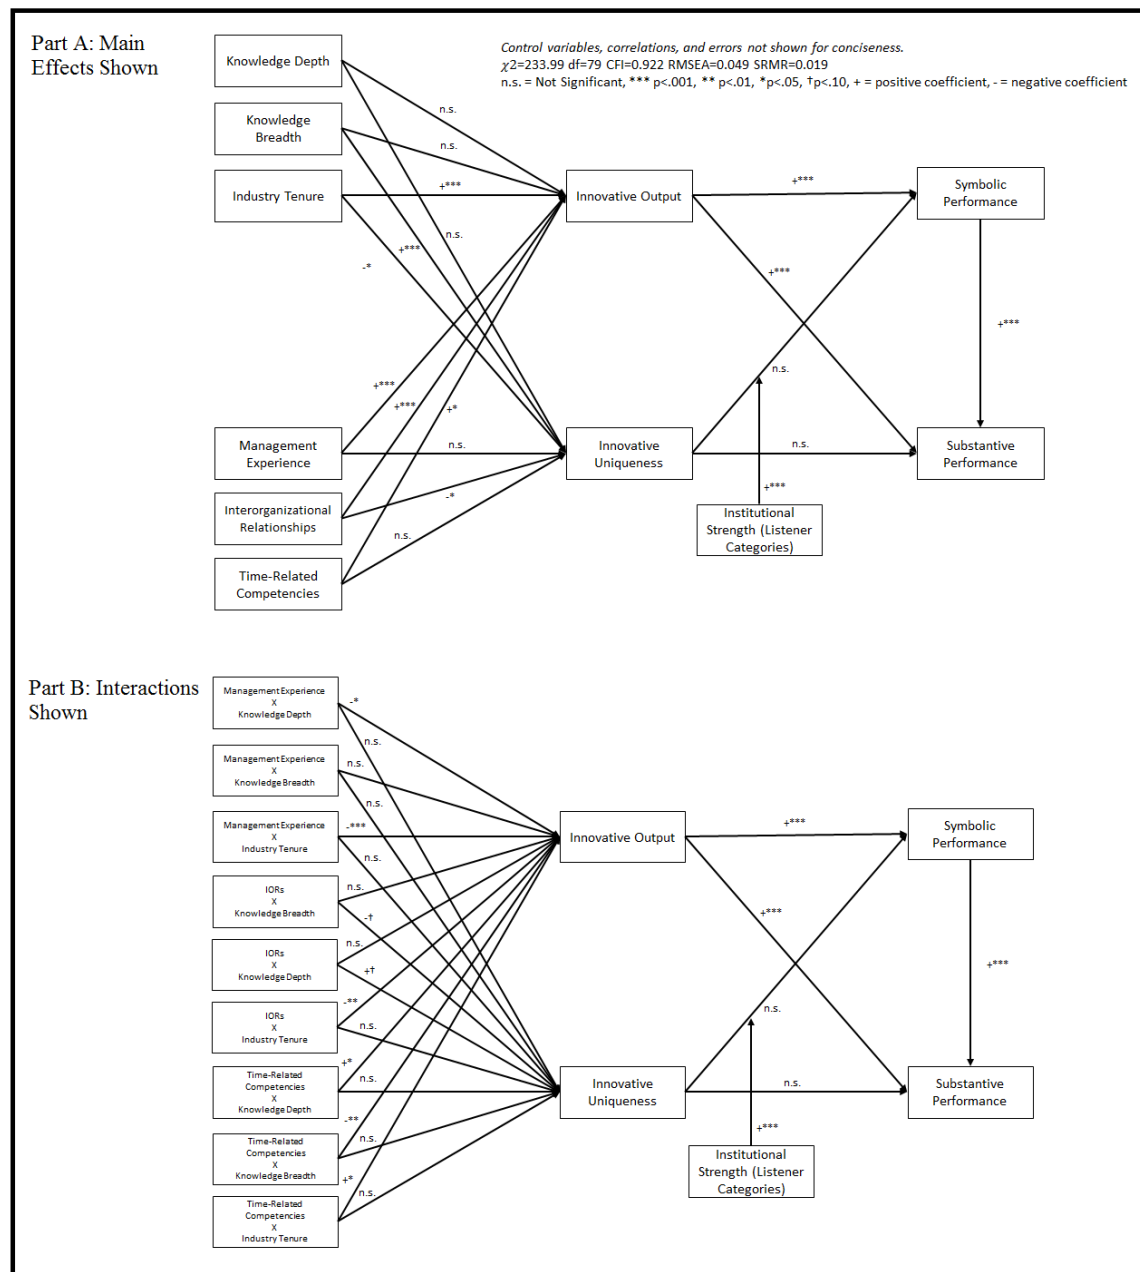 Part A: Main
Effects Shown
Control variables, correlations, and errors not shown for conciseness.
χ2=233.99 df=79 CFI=0.922 RMSEA=0.049 SRMR=0.019
n.s. = Not Significant, *** p<.001, ** p<.01, *p<.05, †p<.10, + = positive coefficient, - = negative coefficient
Knowledge Depth
Knowledge
Breadth
Industry Tenure
Management
Experience
Interorganizational
Relationships
Time-Related
Competencies
n.s.
n.s.
+***
n.s.
+***
-*
+***
+***
+*
n.s.
-*
n.s.
Innovative Output
Innovative
Uniqueness
+***
+***
n.s.
n.s.
+***
Institutional
Strength (Listener
Categories)
Symbolic
Performance
+***
Substantive
Performance
Part B: Interactions
Shown
Management Experience
X
Knowledge Depth
Management Experience
X
Knowledge Breadth
Management Experience
X
Industry Tenure
IORs
X
Knowledge Breadth
IORs
X
Knowledge Depth
IORs
X
Industry Tenure
Time-Related
Competencies
X
Knowledge Depth
Time-Related
Competencies
X
Knowledge Breadth
Time-Related
Competencies
X
Industry Tenure
-*
n.s.
n.s.
n.s.
-***
n.s.
n.s.
-†
n.s.
+†
-**
n.s.
+*
n.s.
-**
n.s.
+*
n.s.
Innovative Output
Innovative
Uniqueness
+***
+***
n.s.
n.s.
+***
Institutional
Strength (Listener
Categories)
Symbolic
Performance
+***
Substantive
Performance